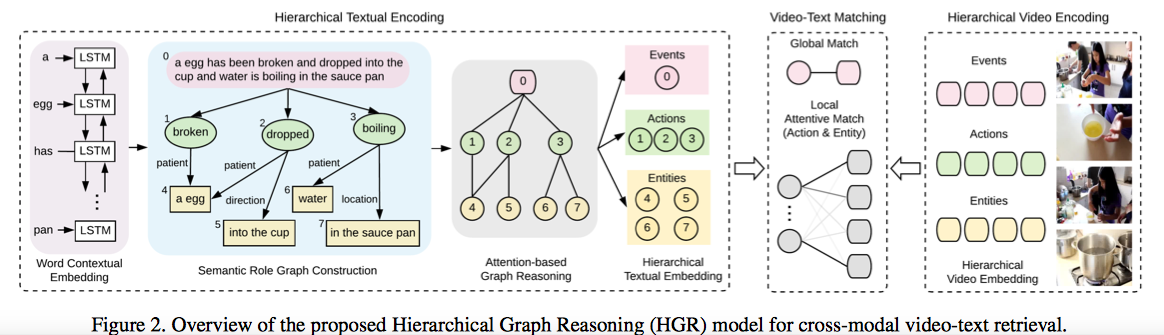 Hierarchical Textual Encoding
a
LSTM
egg
LSTM
has
LSTM
pan
LSTM
Word Contextual
Embedding
0
a egg has been broken and dropped into the
cup and water is boiling in the sauce pan
1
broken
2
dropped
3
boiling
patient
patient
patient
direction
location
4
a egg
6
water
5
into the cup
7
in the sauce pan
Semantic Role Graph Construction
0
1
2
3
4
5
6
7
Attention-based
Graph Reasoning
Events
0
Actions
1
2
3
Entities
4
5
6
7
Hierarchical
Textual Embedding
Video-Text Matching
Global Match
Local
Attentive Match
(Action & Entity)
Hierarchical Video Encoding
Events
Actions
Entities
Hierarchical
Video Embedding
Figure 2. Overview of the proposed Hierarchical Graph Reasoning (HGR) model for cross-modal video-text retrieval.